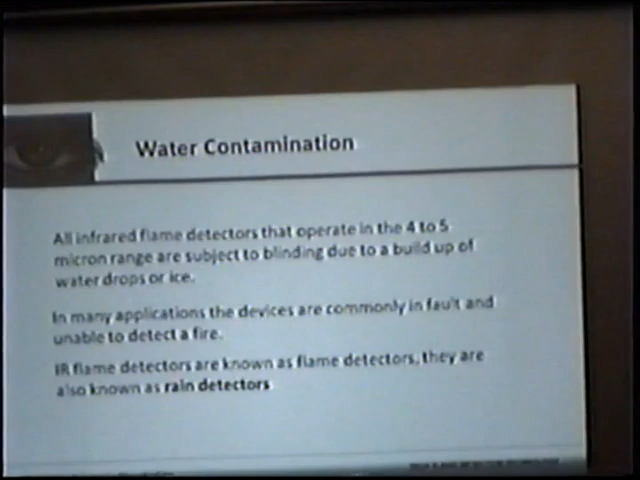 Water Contamination
All infrared flame detectors that operate in the 4 to 5
micron range are subject to blinding due to a build up of
water drops or ice.
In many applications the devices are commonly in fault and
unable to detect a fire.
IR flame detectors are known as flame detectors, they are
also known as rain detectors